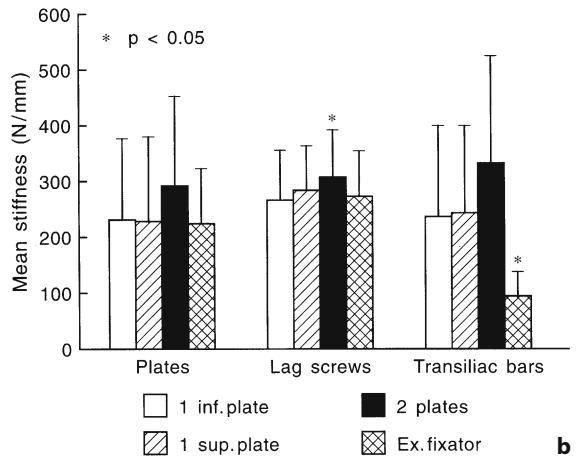 600
* p < 0.05
500
400
300
200
100
0
Mean stiffness (N/mm)
*
*
Plates
Lag screws
Transiliac bars
1 inf. plate
2 plates
1 sup. plate
Ex. fixator
b